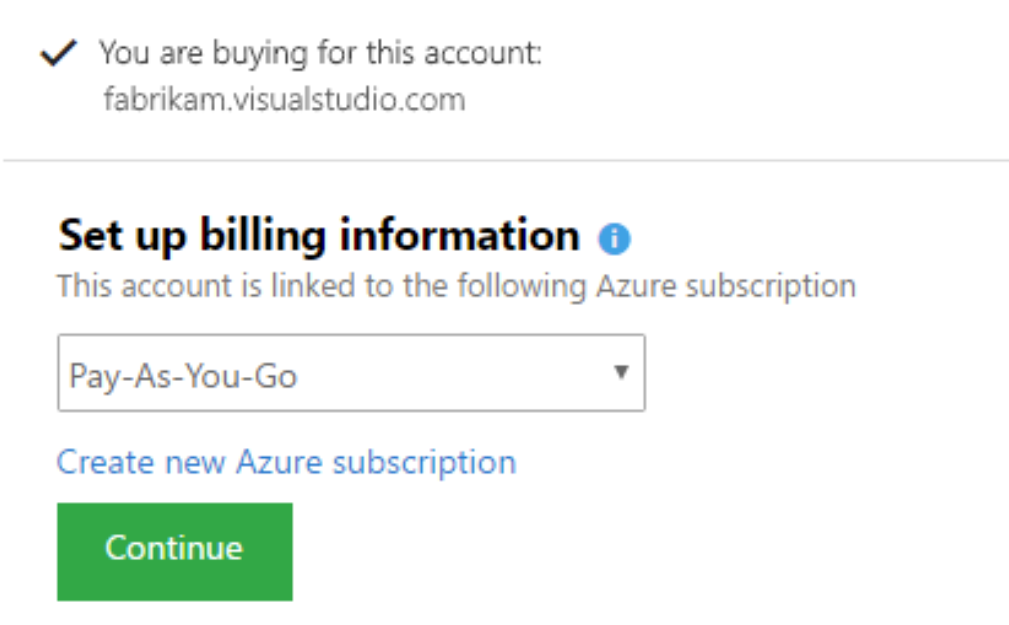 You are buying for this account:
fabrikam.visualstudio.com
Set up billing information
This account is linked to the following Azure subscription
Pay-As-You-Go
Create new Azure subscription
Continue